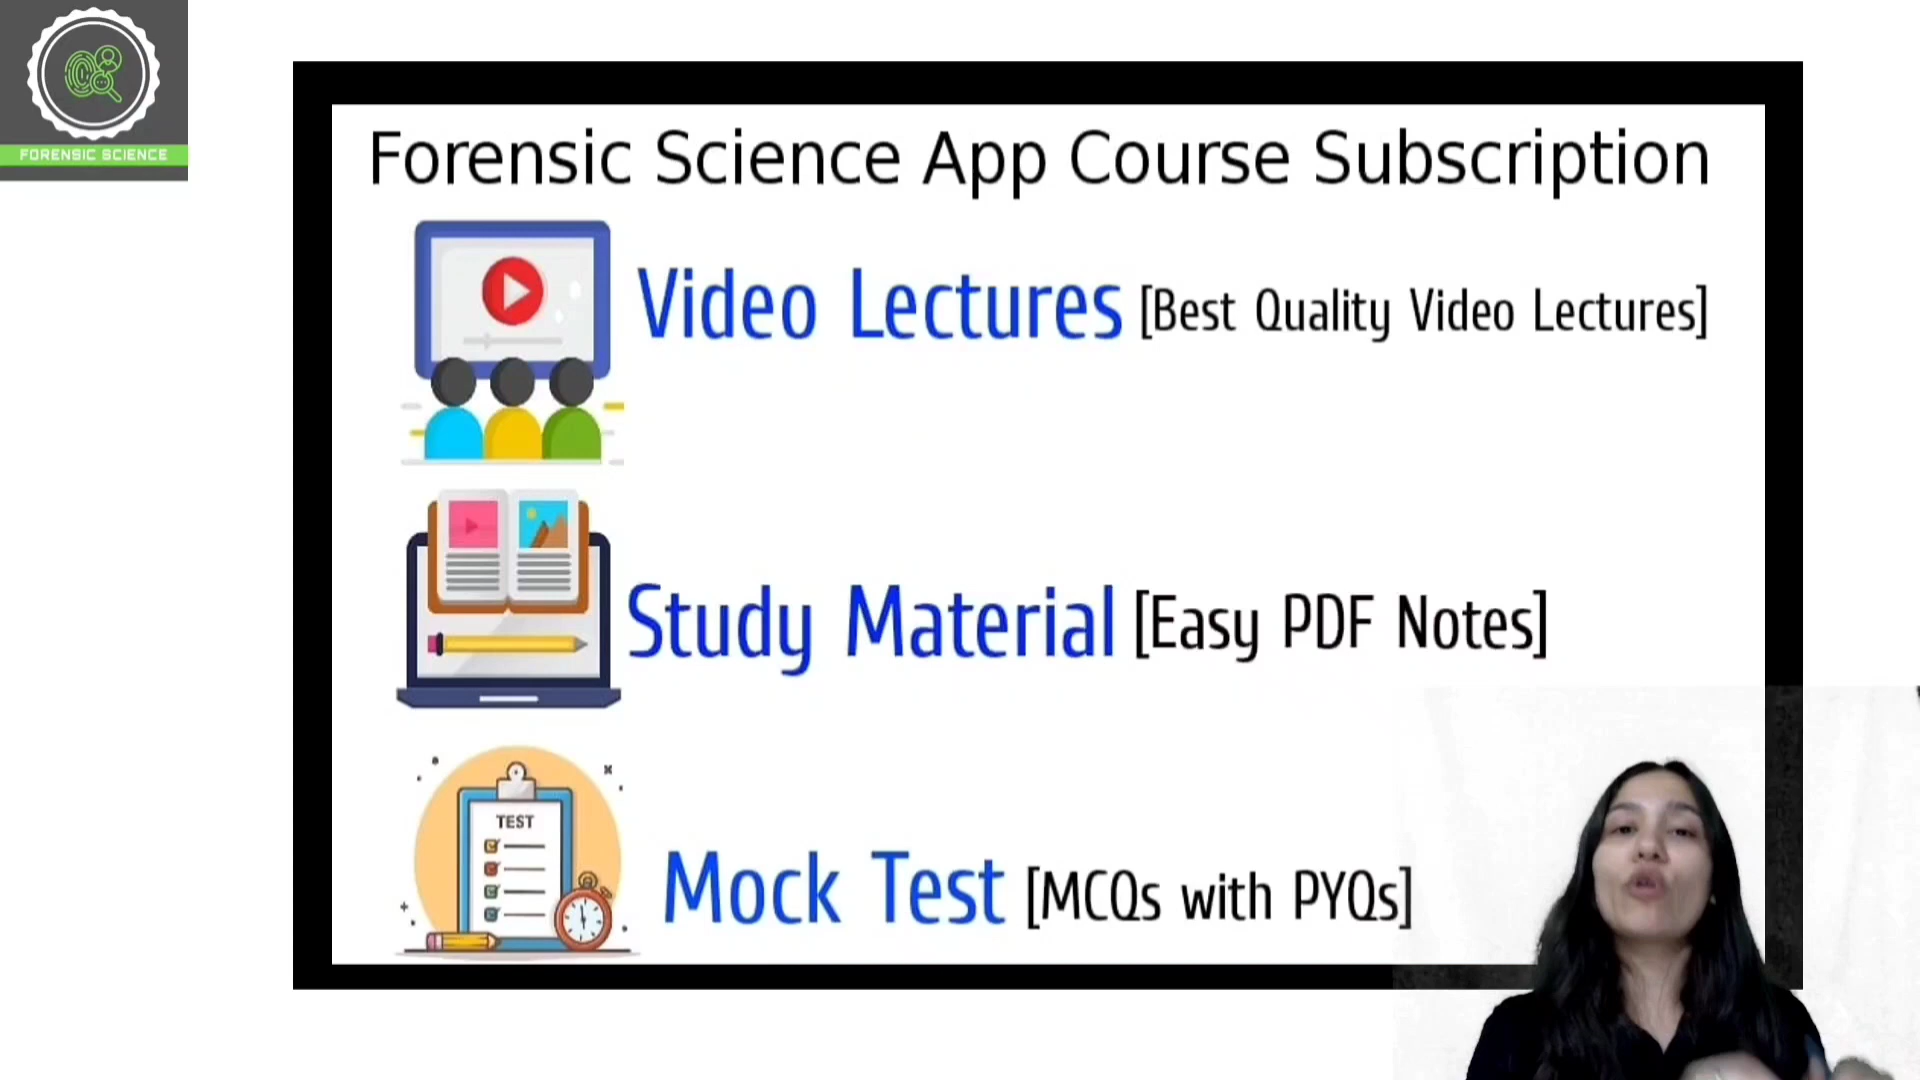 FORENSIC SCIENCE
Forensic Science App Course Subscription
Video Lectures [Best Quality Video Lectures]
Study Material [Easy PDF Notes]
TEST
Mock Test [MCQs with PYQs]